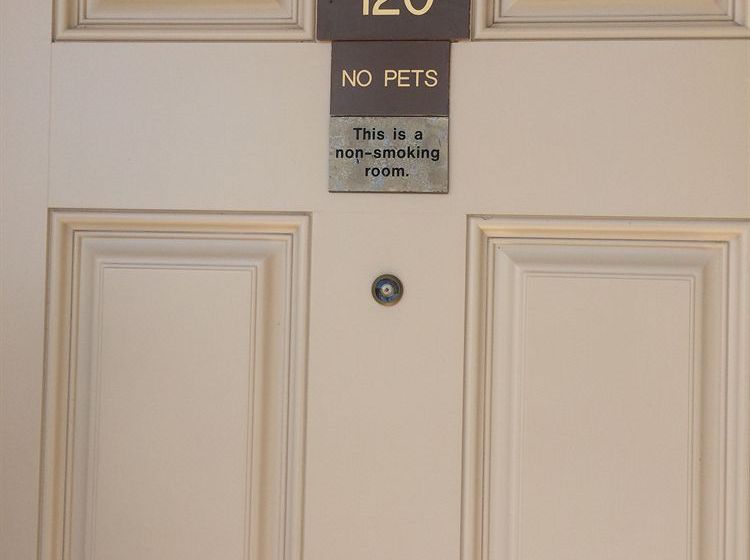 120
NO PETS
This is a
non-smoking
room.